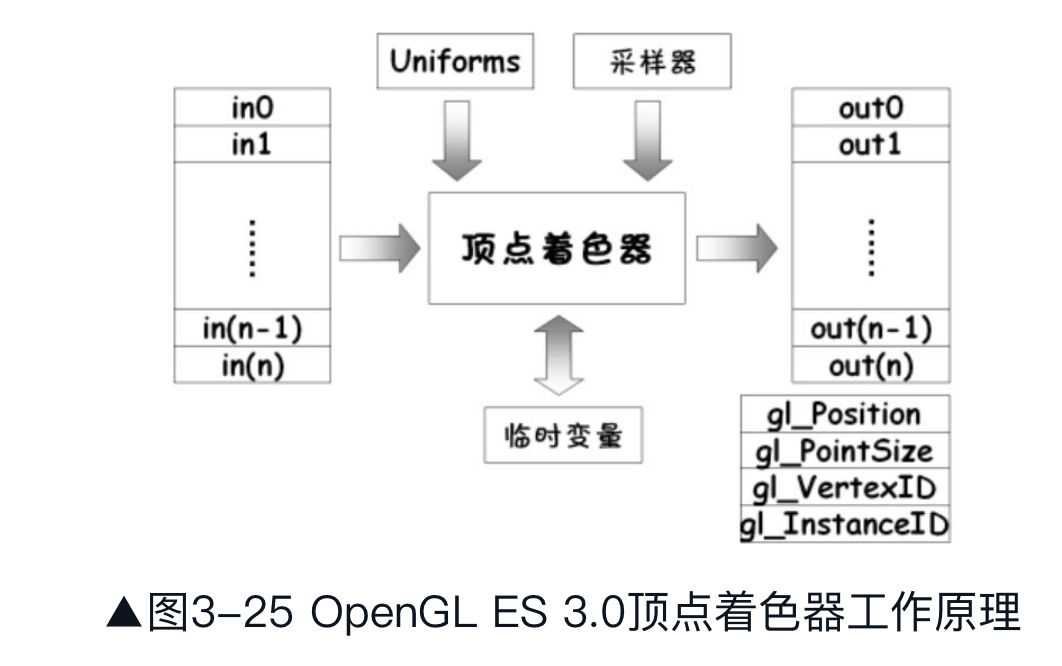 Uniforms
采样器
in0
in1
in(n-1)
in(n)
顶点着色器
临时变量
out0
out1
out(n-1)
out(n)
gl_Position
gl_PointSize
gl_VertexID
gl_InstanceID
▲图3-25 OpenGL ES 3.0顶点着色器工作原理